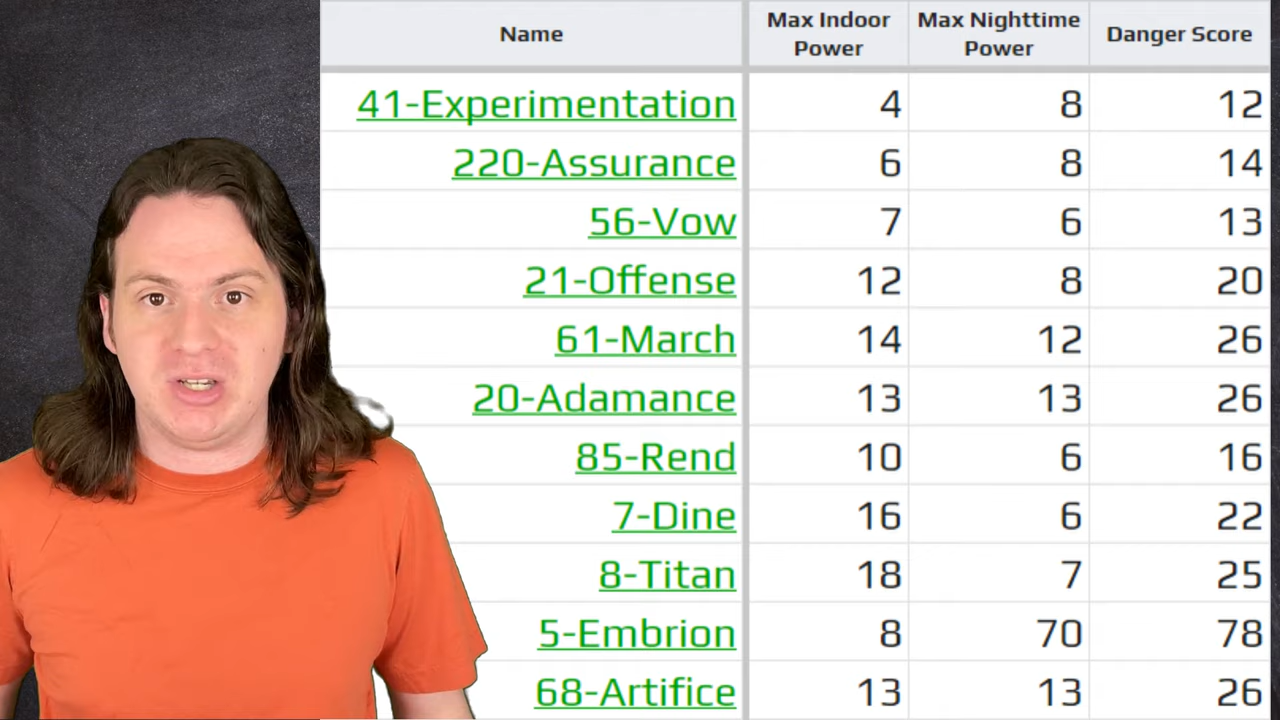 Name Max Indoor Power Max Nighttime Power Danger Score
41-Experimentation 4 8 12
220-Assurance 6 8 14
56-Vow 7 6 13
21-Offense 12 8 20
61-March 14 12 26
20-Adamance 13 13 26
85-Rend 10 6 16
7-Dine 16 6 22
8-Titan 18 7 25
5-Embrion 8 70 78
68-Artifice 13 13 26